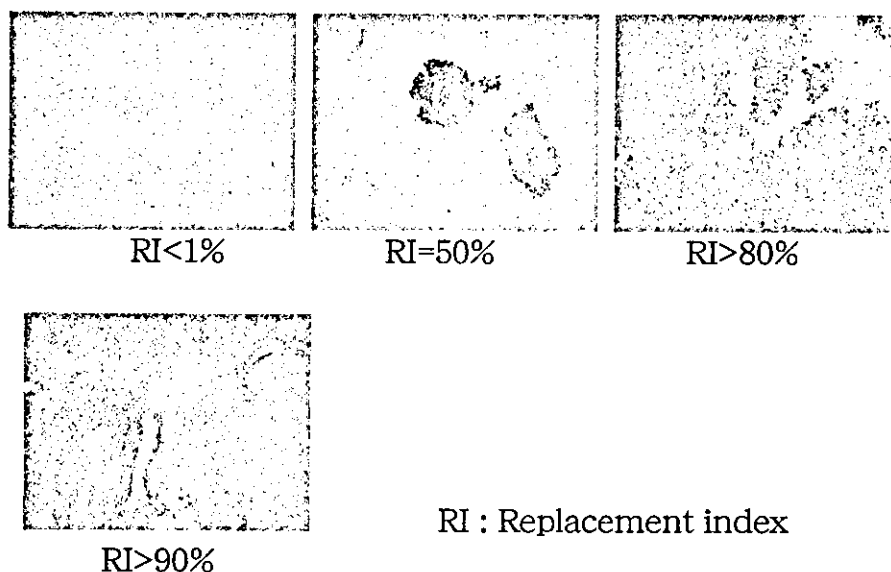 RI<1%
RI=50%
RI>80%
RI>90%
RI : Replacement index